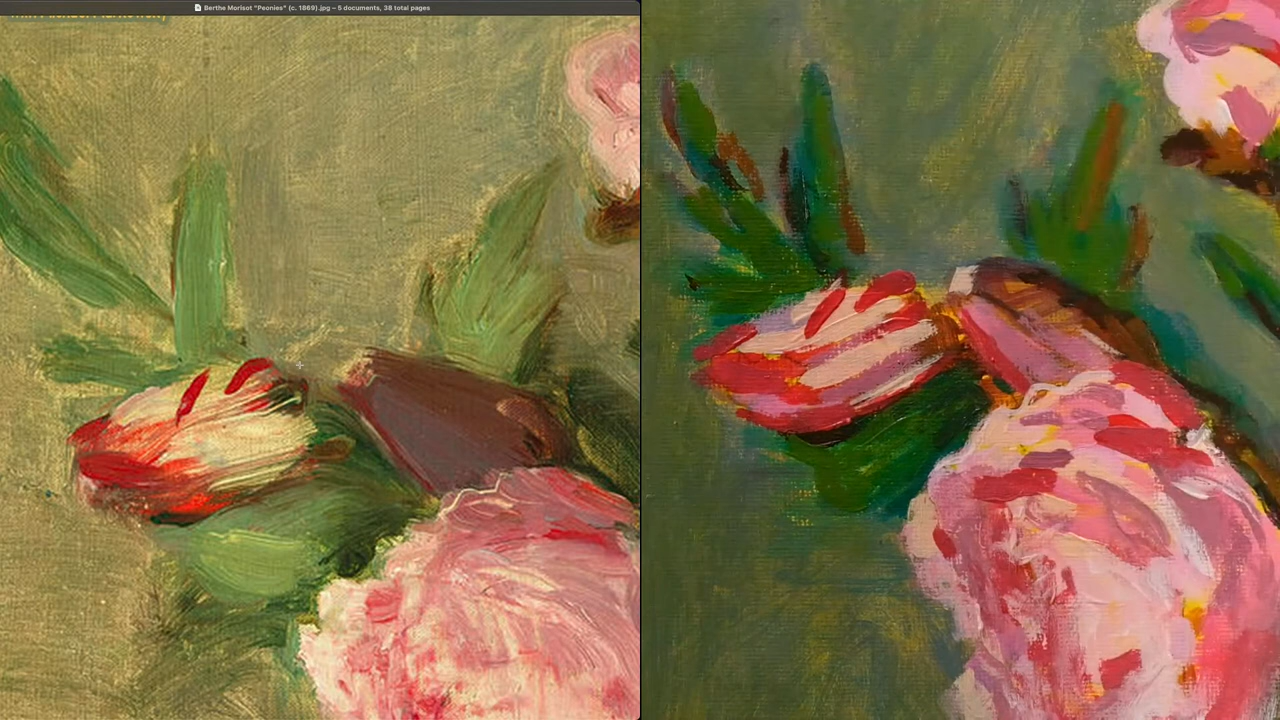 Berthe Morisot "Peonies" (c. 1869).jpg – 5 documents, 38 total pages